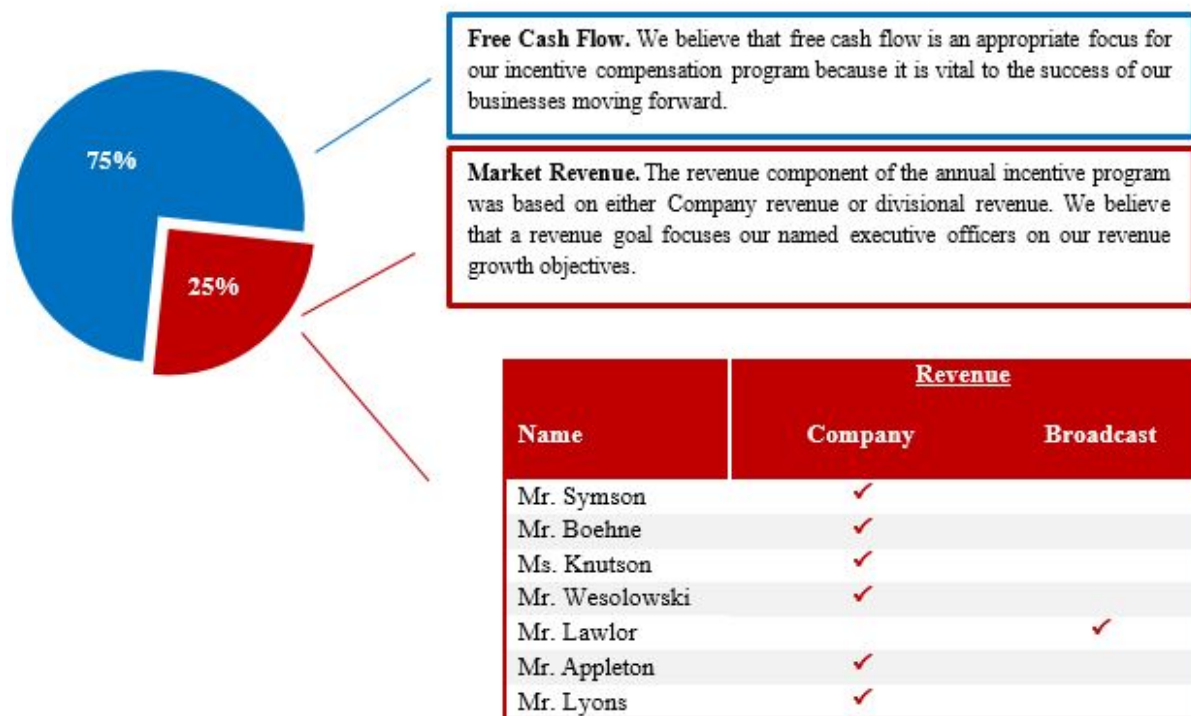 Free Cash Flow. We believe that free cash flow is an appropriate focus for
our incentive compensation program because it is vital to the success of our
businesses moving forward.
75%
Market Revenue. The revenue component of the annual incentive program
was based on either Company revenue or divisional revenue. We believe
that a revenue goal focuses our named executive officers on our revenue
growth objectives.
25%
Revenue
Name Company Broadcast
Mr. Symson ✓
Mr. Boehne ✓
Ms. Knutson ✓
Mr. Wesolowski ✓
Mr. Lawlor ✓
Mr. Appleton ✓
Mr. Lyons ✓